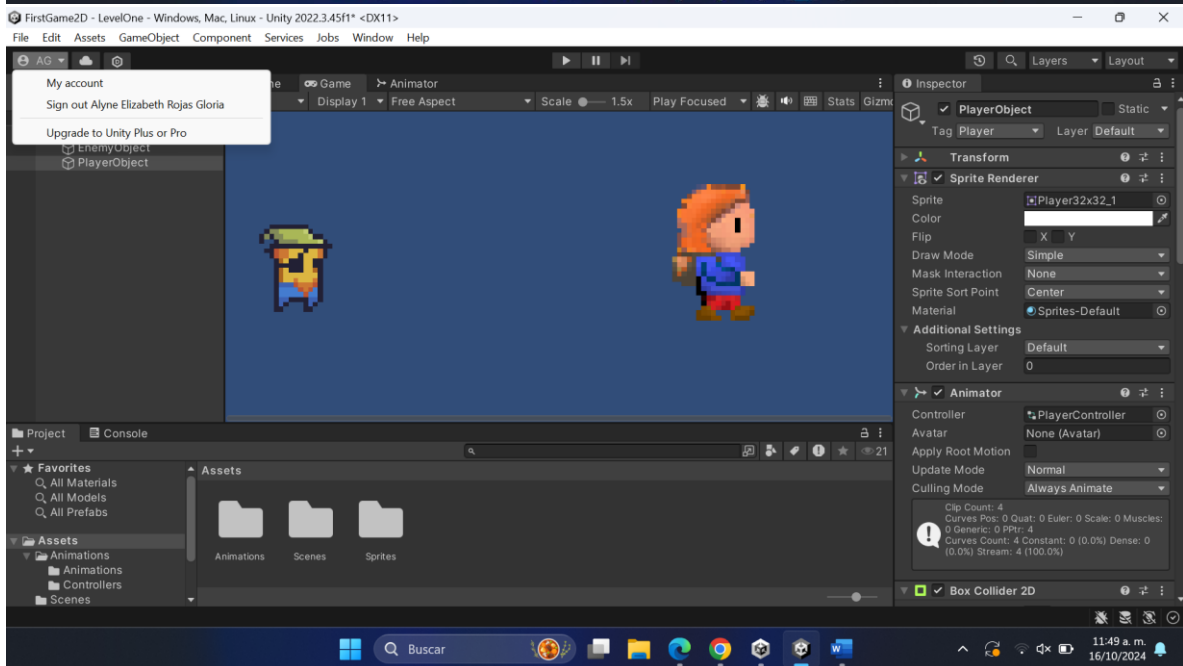 FirstGame2D - LevelOne - Windows, Mac, Linux - Unity 2022.3.45f1* <DX11>
File Edit Assets GameObject Component Services Jobs Window Help
AG
Layers Layout
My account
Sign out Alyne Elizabeth Rojas Gloria
Upgrade to Unity Plus or Pro
EnemyObject
PlayerObject
Game Animator
Display 1 Free Aspect Scale 1.5x Play Focused Stats Gizmo
Inspector
PlayerObject Static
Tag Player Layer Default
Transform
Sprite Renderer
Sprite Player32x32_1
Color
Flip X Y
Draw Mode Simple
Mask Interaction None
Sprite Sort Point Center
Material Sprites-Default
Additional Settings
Sorting Layer Default
Order in Layer 0
Animator
Controller PlayerController
Avatar None (Avatar)
Apply Root Motion
Update Mode Normal
Culling Mode Always Animate
Clip Count: 4
Curves Pos: 0 Quat: 0 Euler: 0 Scale: 0 Muscles:
0 Generic: 0 PPtr: 4
Curves Count: 4 Constant: 0 (0.0%) Dense: 0
(0.0%) Stream: 4 (100.0%)
Box Collider 2D
Project Console
21
Favorites
All Materials
All Models
All Prefabs
Assets
Animations
Animations
Controllers
Scenes
Assets
Animations Scenes Sprites
Buscar
11:49 a. m.
16/10/2024